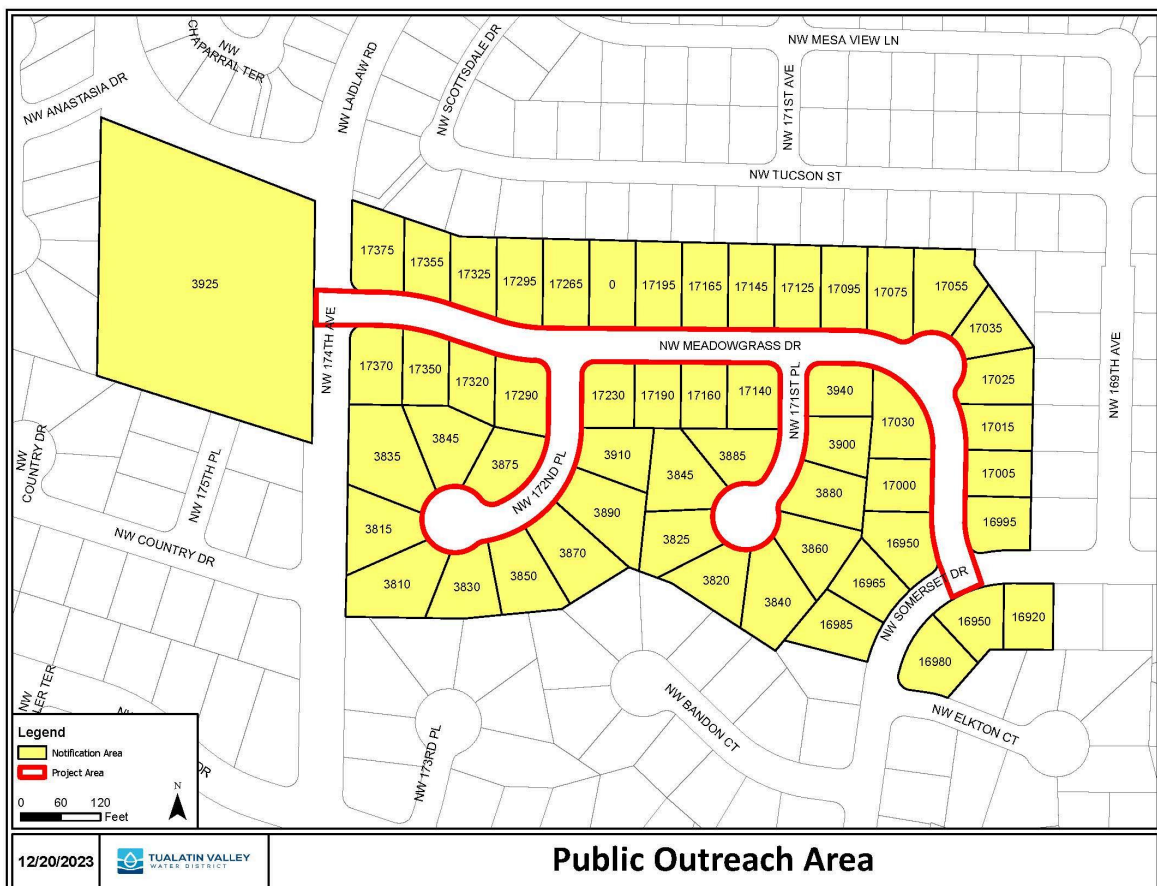 NW MESA VIEW LN
NW
CHAPARRAL TER
NW LAIDLAW RD
NW SCOTTSDALE DR
NW 171ST AVE
NW ANASTASIA DR
NW TUCSON ST
3925
17375
17355
17325
17295
17265
0
17195
17165
17145
17125
17095
17075
17055
17035
NW 174TH AVE
NW MEADOWGRASS DR
NW 169TH AVE
17370
17350
17320
17290
17230
17190
17160
17140
NW 171ST PL
3940
17030
17025
17015
3835
3845
3875
3910
3845
3885
3900
17005
NW
COUNTRY DR
NW 175TH PL
NW 172ND PL
3890
3880
17000
16995
3815
3825
3860
16950
NW COUNTRY DR
3810
3830
3850
3870
3820
3840
16965
16985
NW SOMERSET DR
16950
16920
16980
NW BANDON CT
NW ELKTON CT
NW 173RD PL
NW
LER TER
DR
Legend
Notification Area
Project Area
0 60 120
Feet
N
12/20/2023
TUALATIN VALLEY
WATER DISTRICT
Public Outreach Area